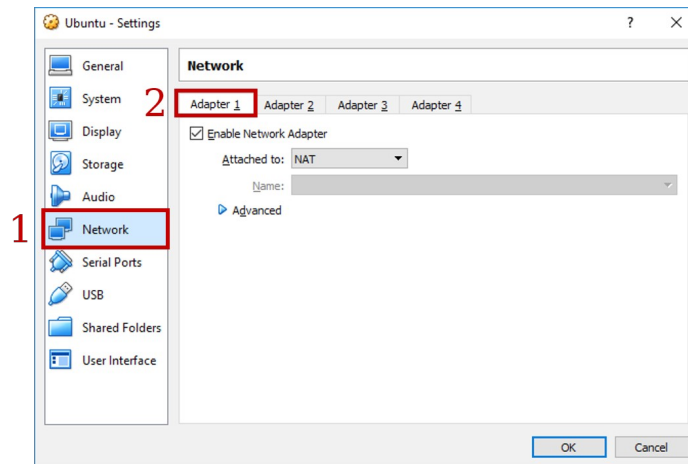 Ubuntu - Settings
?
General
System
Display
Storage
Audio
1
Network
Serial Ports
USB
Shared Folders
User Interface
Network
2
Adapter 1 Adapter 2 Adapter 3 Adapter 4
Enable Network Adapter
Attached to: NAT
Name:
Advanced
OK Cancel